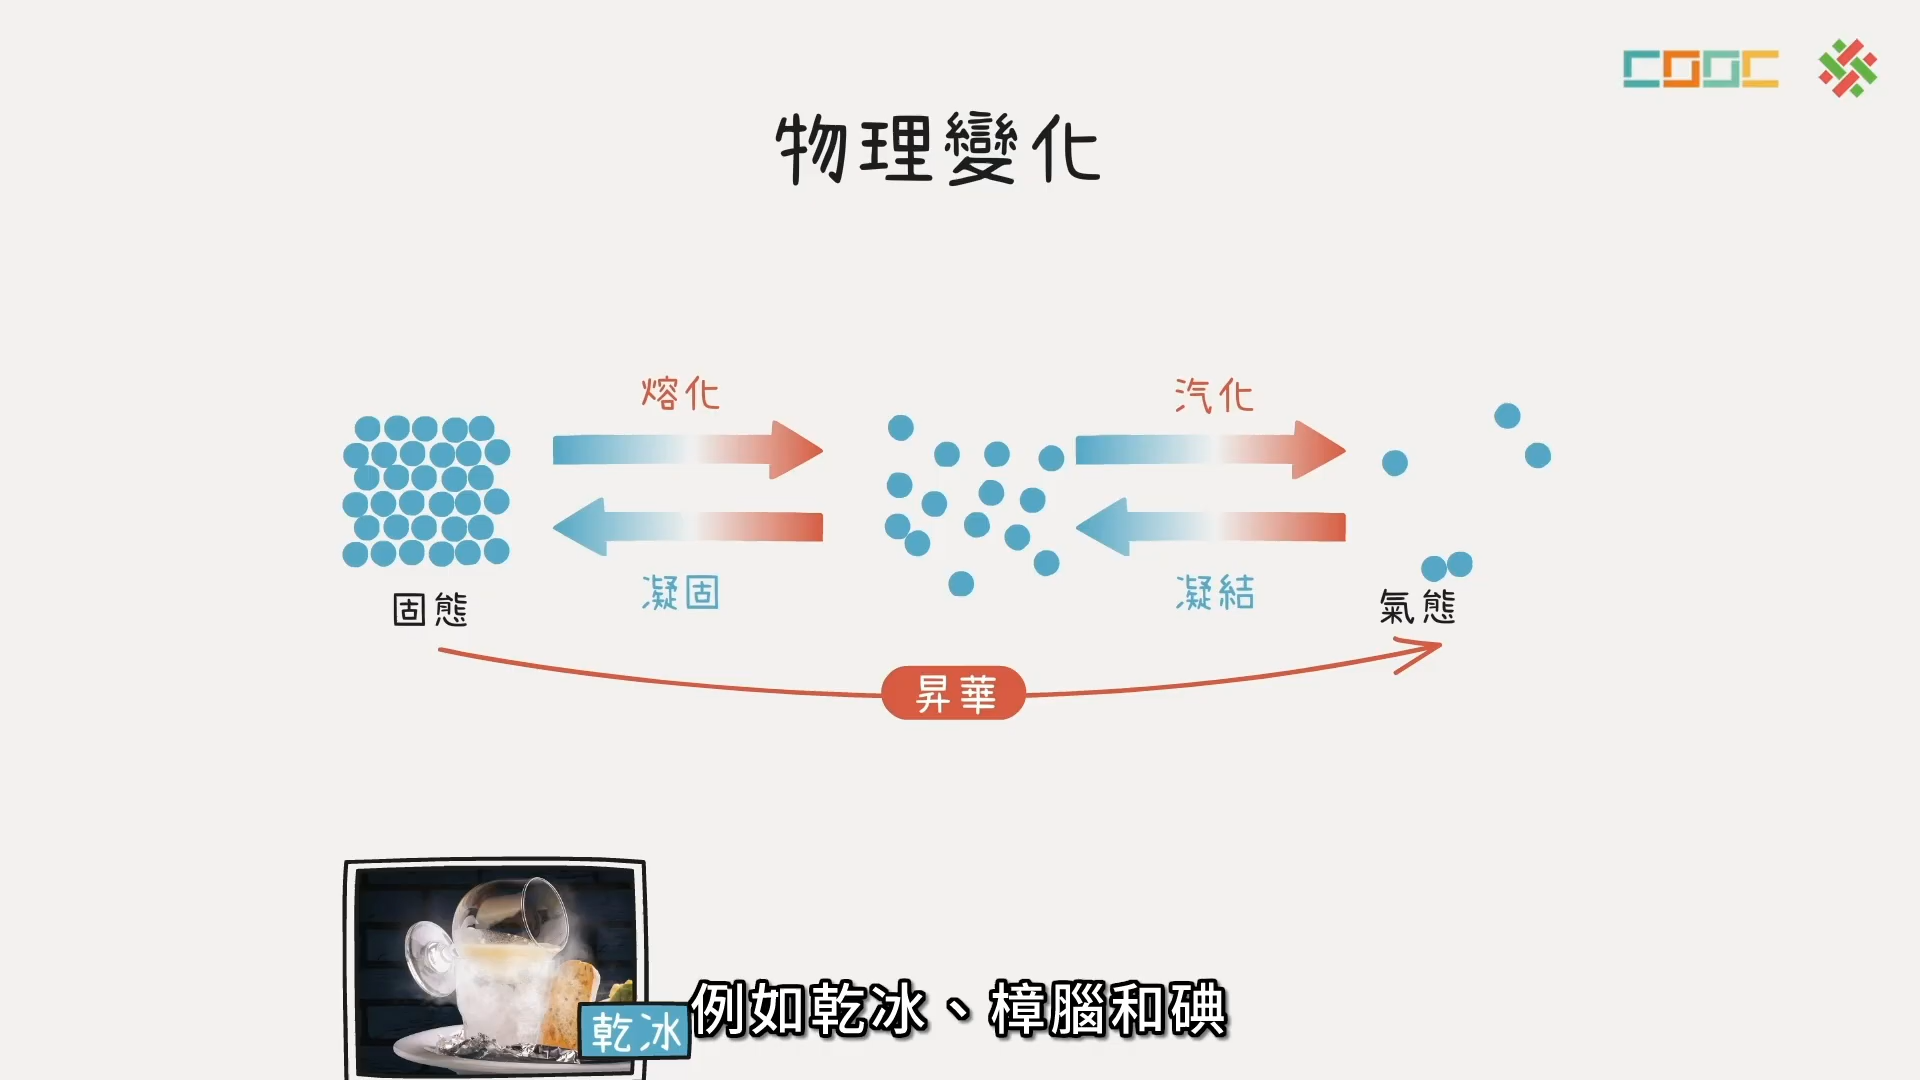 COOC
物理變化
熔化
汽化
凝固
凝結
固態
氣態
昇華
乾冰
例如乾冰、樟腦和碘